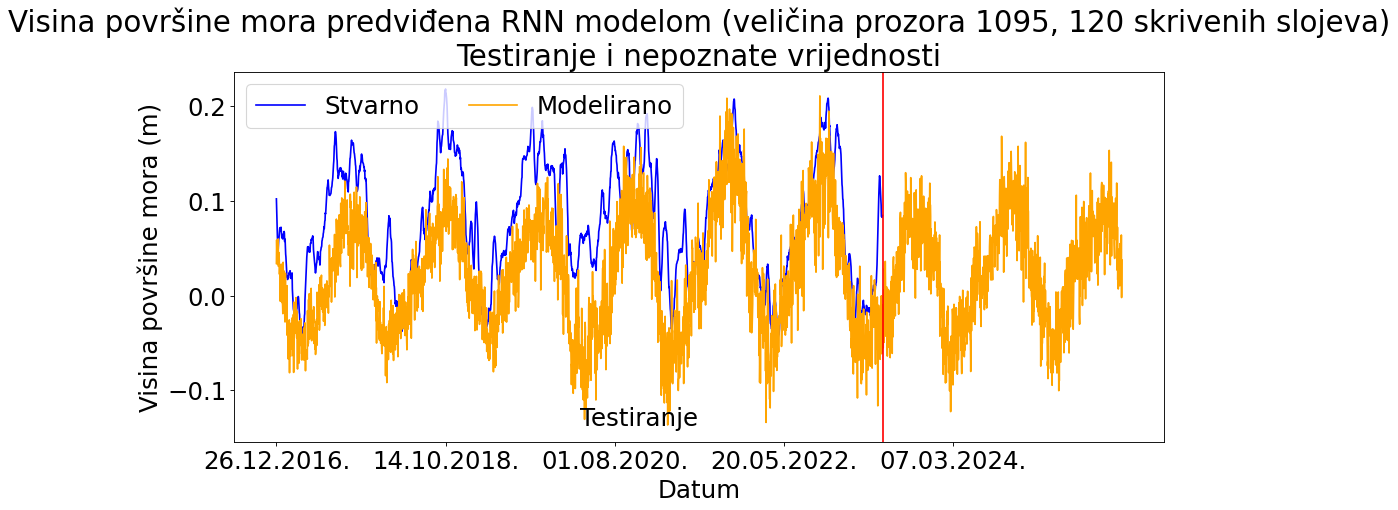 Visina površine mora predviđena RNN modelom (veličina prozora 1095, 120 skrivenih slojeva)
Testiranje i nepoznate vrijednosti
Stvarno Modelirano
Visina površine mora (m)
0.2
0.1
0.0
−0.1
Testiranje
26.12.2016. 14.10.2018. 01.08.2020. 20.05.2022. 07.03.2024.
Datum